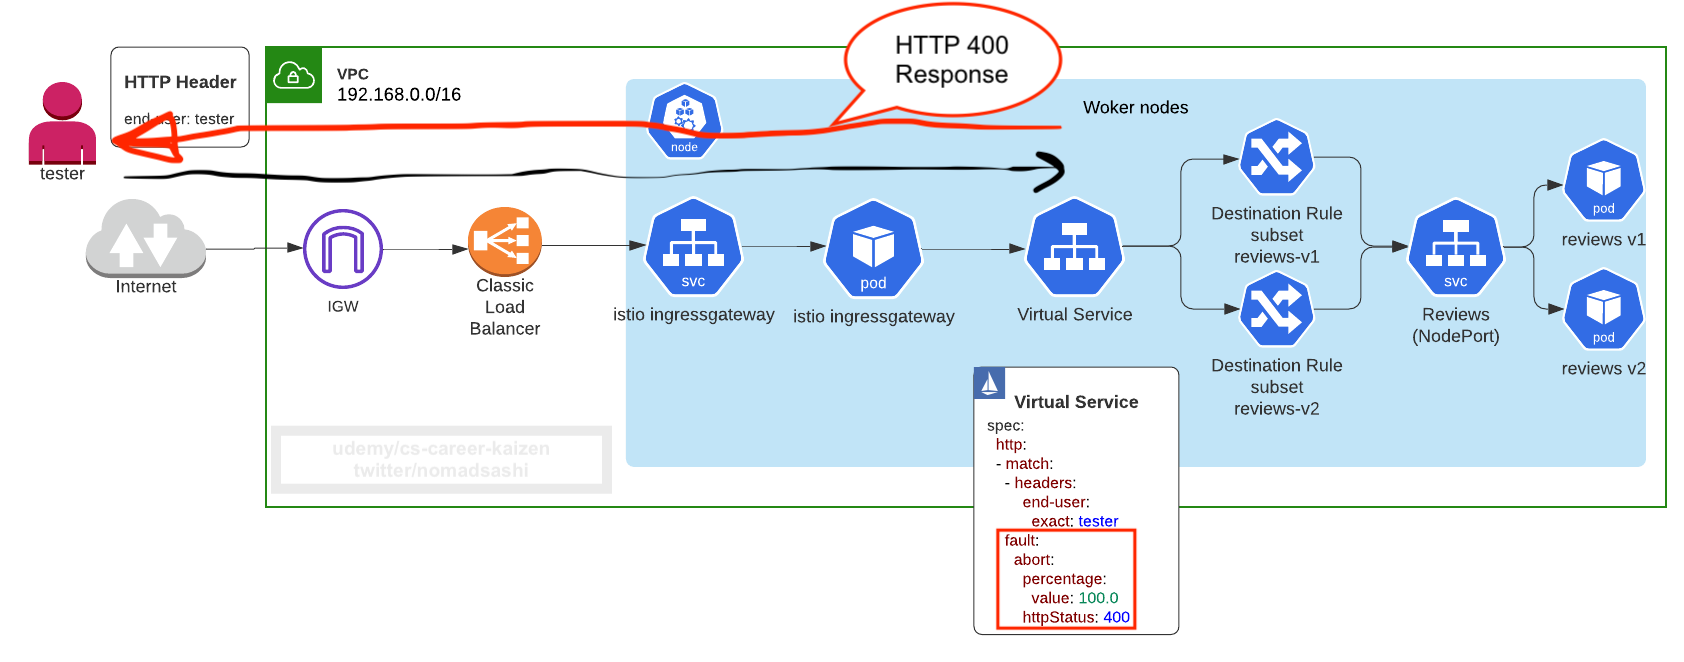 HTTP 400
Response
HTTP Header
end-user: tester
tester
VPC
192.168.0.0/16
Woker nodes
node
Internet
IGW
Classic
Load
Balancer
svc
istio ingressgateway
pod
istio ingressgateway
Virtual Service
Destination Rule
subset
reviews-v1
Destination Rule
subset
reviews-v2
svc
Reviews
(NodePort)
pod
reviews v1
pod
reviews v2
udemy/cs-career-kaizen
twitter/nomadsashi
Virtual Service
spec:
http:
- match:
- headers:
end-user:
exact: tester
fault:
abort:
percentage:
value: 100.0
httpStatus: 400